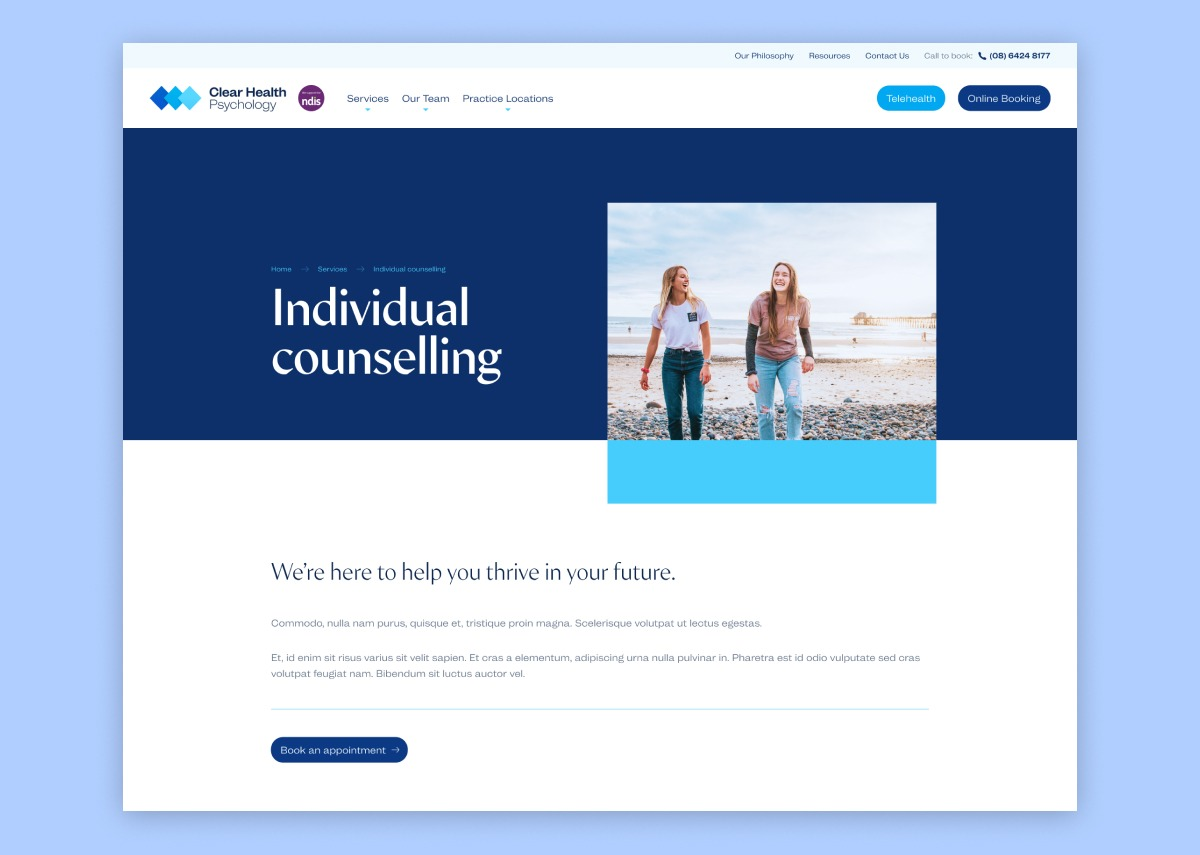 Our Philosophy Resources Contact Us Call to book: (08) 6424 8177
Clear Health
Psychology
ndis
Services Our Team Practice Locations
Telehealth Online Booking
Home → Services → Individual counselling
Individual
counselling
We’re here to help you thrive in your future.
Commodo, nulla nam purus, quisque et, tristique proin magna. Scelerisque volutpat ut lectus egestas.
Et, id enim sit risus varius sit velit sapien. Et cras a elementum, adipiscing urna nulla pulvinar in. Pharetra est id odio vulputate sed cras
volutpat feugiat nam. Bibendum sit luctus auctor vel.
Book an appointment →